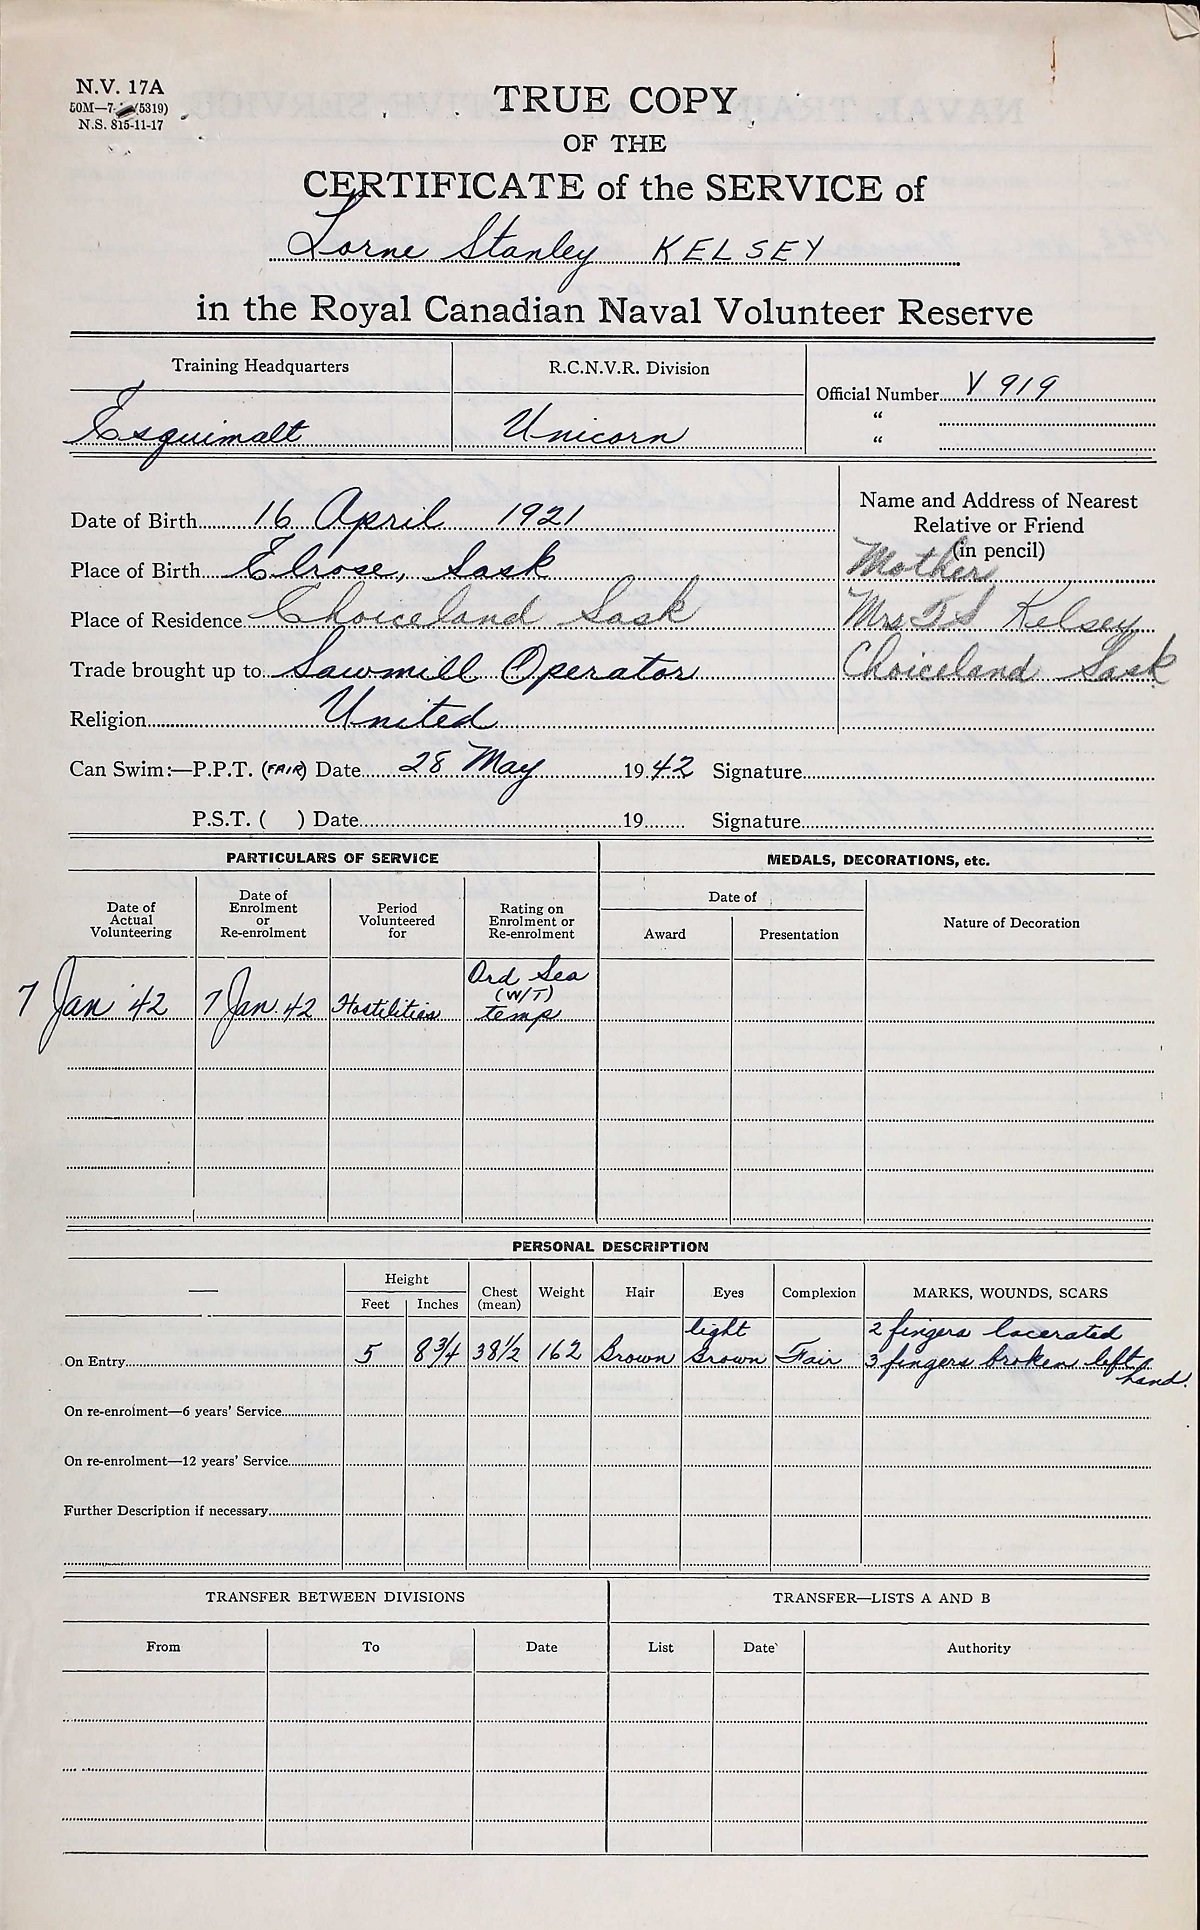 N.V. 17A
50M—7- (5319)
N.S. 815-11-17
TRUE COPY
OF THE
CERTIFICATE of the SERVICE of
Lorne Stanley KELSEY
in the Royal Canadian Naval Volunteer Reserve
Training Headquarters
R.C.N.V.R. Division
Official Number V 919
"
"
Esquimalt
Unicorn
Date of Birth 16 April 1921
Place of Birth Elrose, Sask
Place of Residence Choiceland Sask
Trade brought up to Sawmill Operator
Religion United
Name and Address of Nearest
Relative or Friend
(in pencil)
Mother
Mrs Kelsey
Choiceland Sask
Can Swim:—P.P.T. (FAIR) Date 28 May 1942 Signature
P.S.T. ( ) Date 19 Signature
PARTICULARS OF SERVICE
Date of
Actual
Volunteering
Date of
Enrolment
or
Re-enrolment
Period
Volunteered
for
Rating on
Enrolment or
Re-enrolment
7 Jan '42
7 Jan. 42
Hostilities
Ord Sea
(W/T)
temp
MEDALS, DECORATIONS, etc.
Date of
Award
Presentation
Nature of Decoration
PERSONAL DESCRIPTION
—
Height
Feet
Inches
Chest
(mean)
Weight
Hair
Eyes
Complexion
MARKS, WOUNDS, SCARS
On Entry
5
8 3/4
38 1/2
162
Brown
light
Brown
Fair
2 fingers lacerated
3 fingers broken left
hand.
On re-enrolment—6 years' Service
On re-enrolment—12 years' Service
Further Description if necessary
TRANSFER BETWEEN DIVISIONS
From
To
Date
TRANSFER—LISTS A AND B
List
Date
Authority